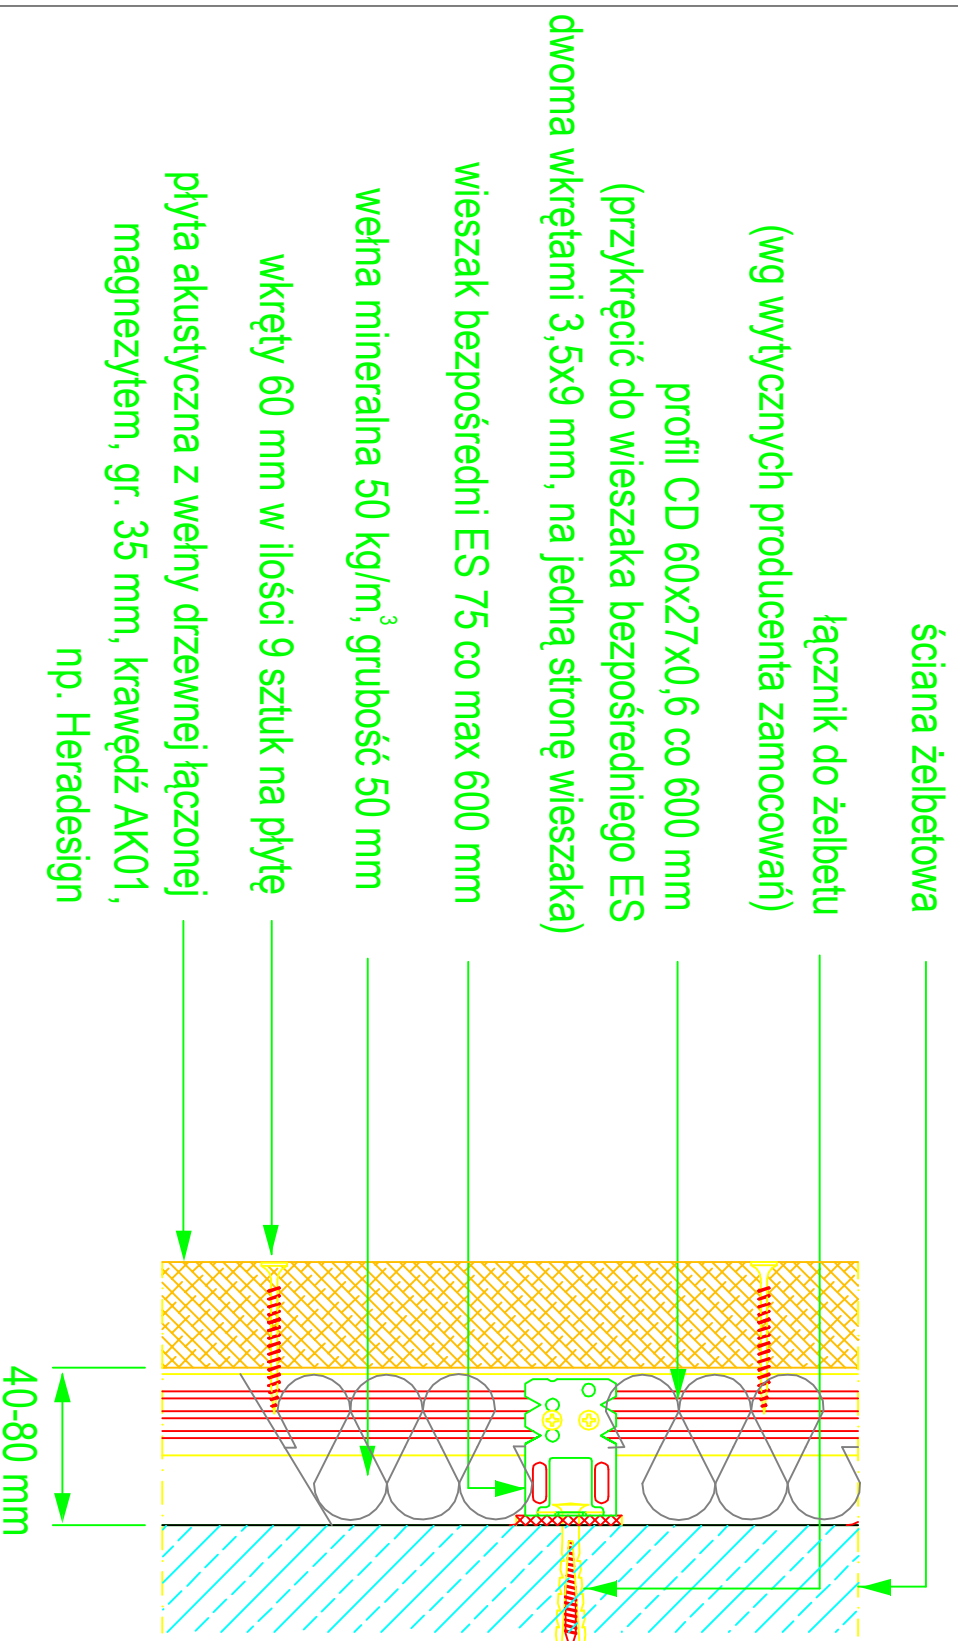 ściana żelbetowa
łącznik do żelbetu
(wg wytycznych producenta zamocowań)
profil CD 60x27x0,6 co 600 mm
(przykręcić do wieszaka bezpośredniego ES
dwoma wkrętami 3,5x9 mm, na jedną stronę wieszaka)
wieszak bezpośredni ES 75 co max 600 mm
wełna mineralna 50 kg/m³, grubość 50 mm
wkręty 60 mm w ilości 9 sztuk na płytę
płyta akustyczna z wełny drzewnej łączonej
magnezytem, gr. 35 mm, krawędź AK01,
np. Heradesign
40-80 mm